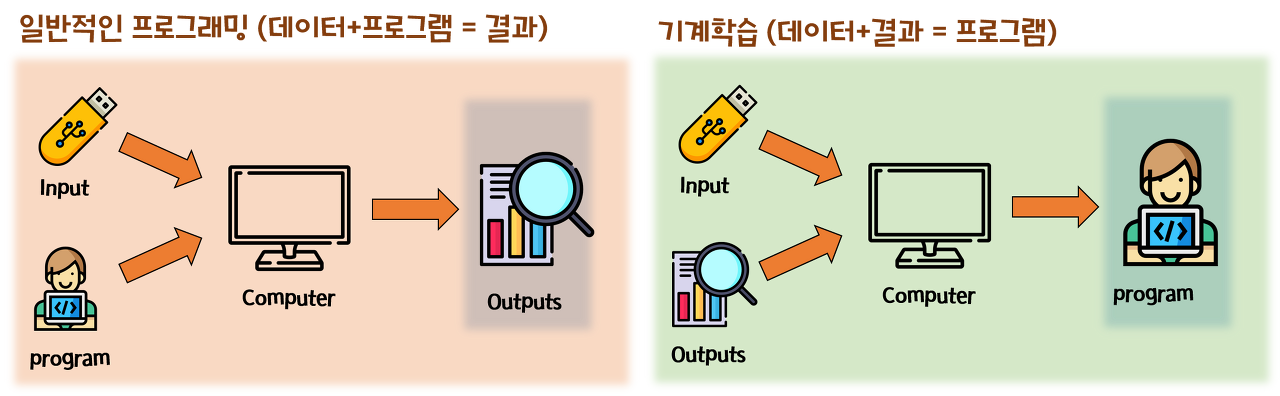 일반적인 프로그래밍 (데이터+프로그램 = 결과)
Input
program
Computer
Outputs
기계학습 (데이터+결과 = 프로그램)
Input
Outputs
Computer
program